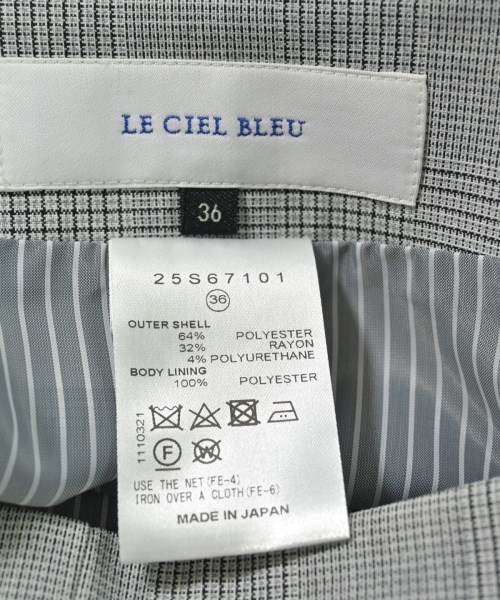 LE CIEL BLEU
36
25S67101
36
OUTER SHELL
64% POLYESTER
32% RAYON
4% POLYURETHANE
BODY LINING
100% POLYESTER
1110321
F W
USE THE NET(FE-4)
IRON OVER A CLOTH(FE-6)
MADE IN JAPAN